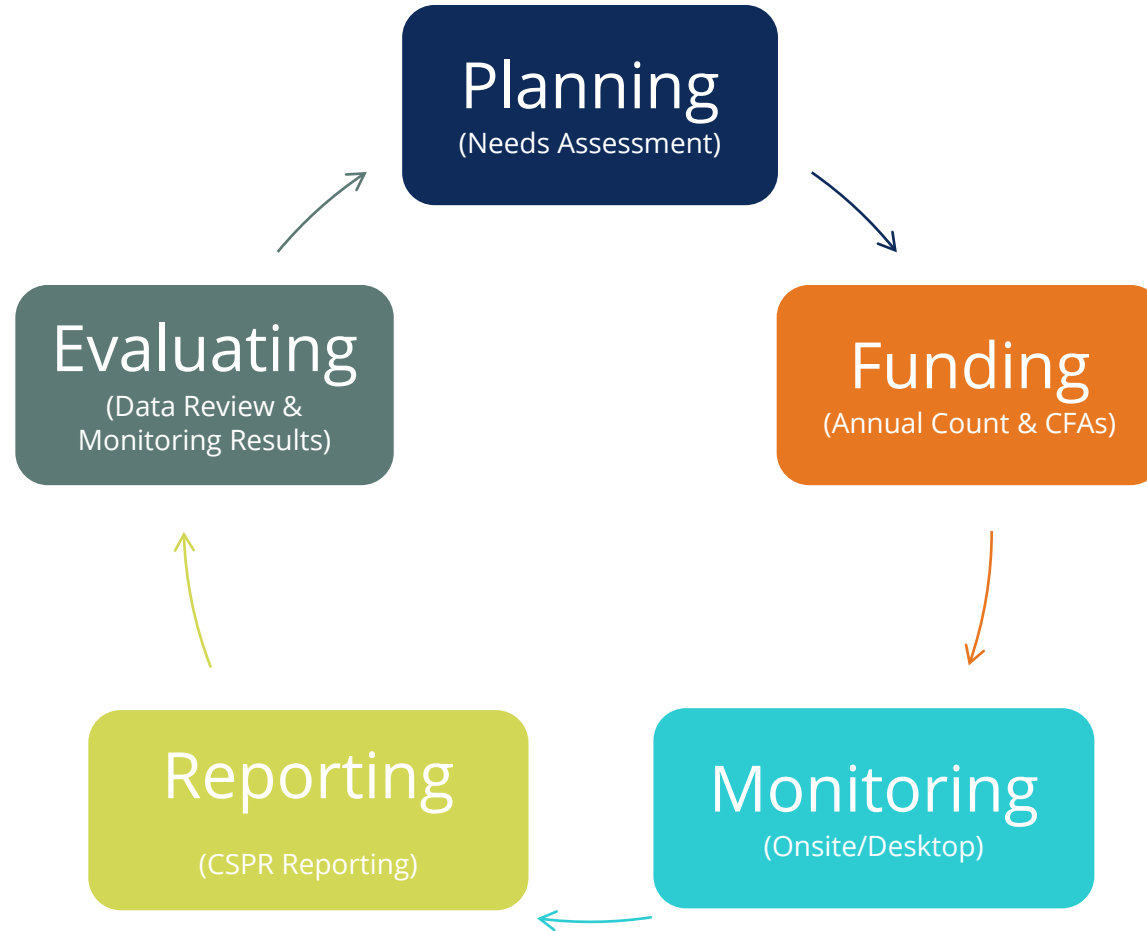 Planning
(Needs Assessment)
Funding
(Annual Count & CFAs)
Monitoring
(Onsite/Desktop)
Reporting
(CSPR Reporting)
Evaluating
(Data Review &
Monitoring Results)